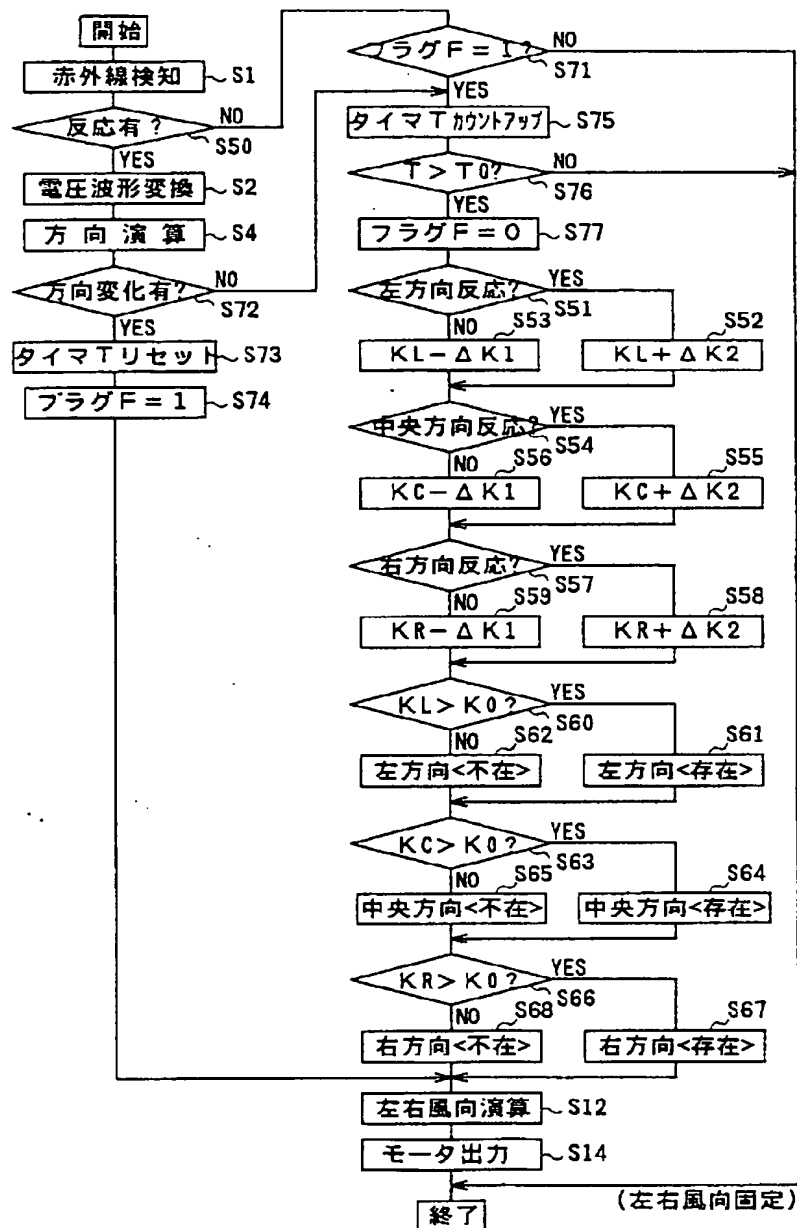 開始
赤外線検知
S1
反応有?
NO
S50
YES
電圧波形変換
S2
方向演算
S4
方向変化有?
NO
S72
YES
タイマTリセット
S73
フラグF=1
S74
フラグF=1?
NO
S71
YES
タイマTカウントアップ
S75
T>T0?
NO
S76
YES
フラグF=0
S77
左方向反応?
YES
S51
NO
S53
S52
KL-ΔK1
KL+ΔK2
中央方向反応?
YES
S54
NO
S56
S55
KC-ΔK1
KC+ΔK2
右方向反応?
YES
S57
NO
S59
S58
KR-ΔK1
KR+ΔK2
KL>K0?
YES
S60
NO
S62
S61
左方向<不在>
左方向<存在>
KC>K0?
YES
S63
NO
S65
S64
中央方向<不在>
中央方向<存在>
KR>K0?
YES
S66
NO
S68
S67
右方向<不在>
右方向<存在>
左右風向演算
S12
モータ出力
S14
(左右風向固定)
終了